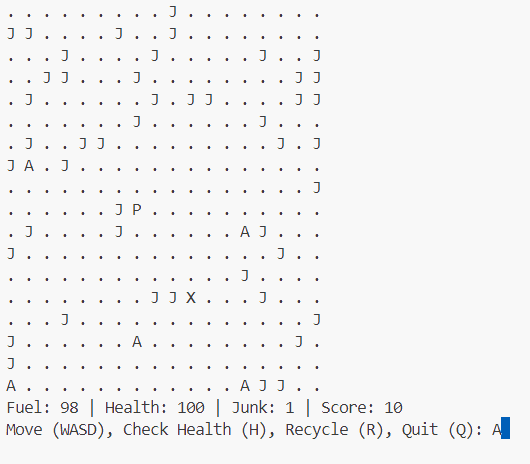 . . . . . . . . . J . . . . . . . .
J J . . . . J . . J . . . . . . . .
. . . J . . . . J . . . . . J . . J
. . J J . . . J . . . . . . . . J J
. J . . . . . . J . J J . . . . J J
. . . . . . . J . . . . . . J . . .
. J . . J J . . . . . . . . . J . J
J A . J . . . . . . . . . . . . . .
. . . . . . . . . . . . . . . . . J
. . . . . . J P . . . . . . . . . .
. J . . . . J . . . . . . A J . . .
J . . . . . . . . . . . . . . J . .
. . . . . . . . . . . . . J . . . .
. . . . . . . . J J X . . . J . . .
. . . J . . . . . . . . . . . . . J
J . . . . . . A . . . . . . . . J .
J . . . . . . . . . . . . . . . . .
A . . . . . . . . . . . . A J J . .
Fuel: 98 | Health: 100 | Junk: 1 | Score: 10
Move (WASD), Check Health (H), Recycle (R), Quit (Q): A